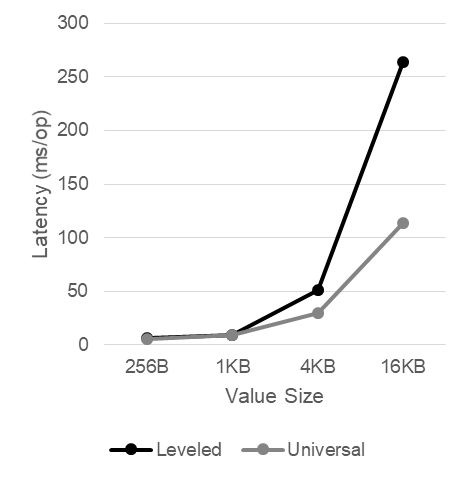 300
250
200
150
100
50
0
Latency (ms/op)
256B 1KB 4KB 16KB
Value Size
Leveled Universal